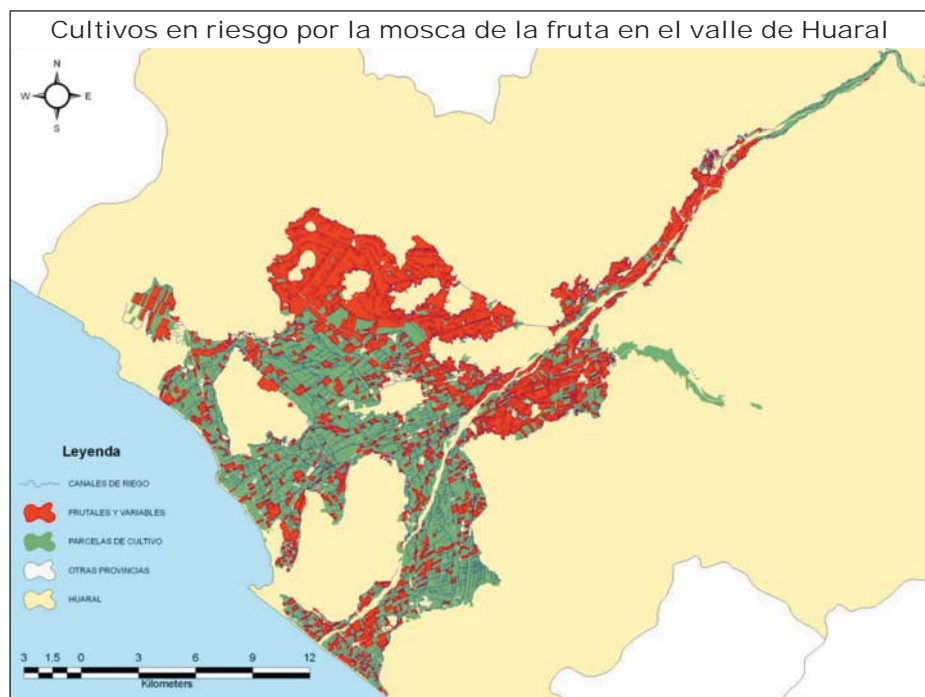 Cultivos en riesgo por la mosca de la fruta en el valle de Huaral
N
W E
S
Leyenda
CANALES DE RIEGO
FRUTALES Y VARIABLES
PARCELAS DE CULTIVO
OTRAS PROVINCIAS
HUARAL
3 1.5 0 3 6 9 12
Kilometers